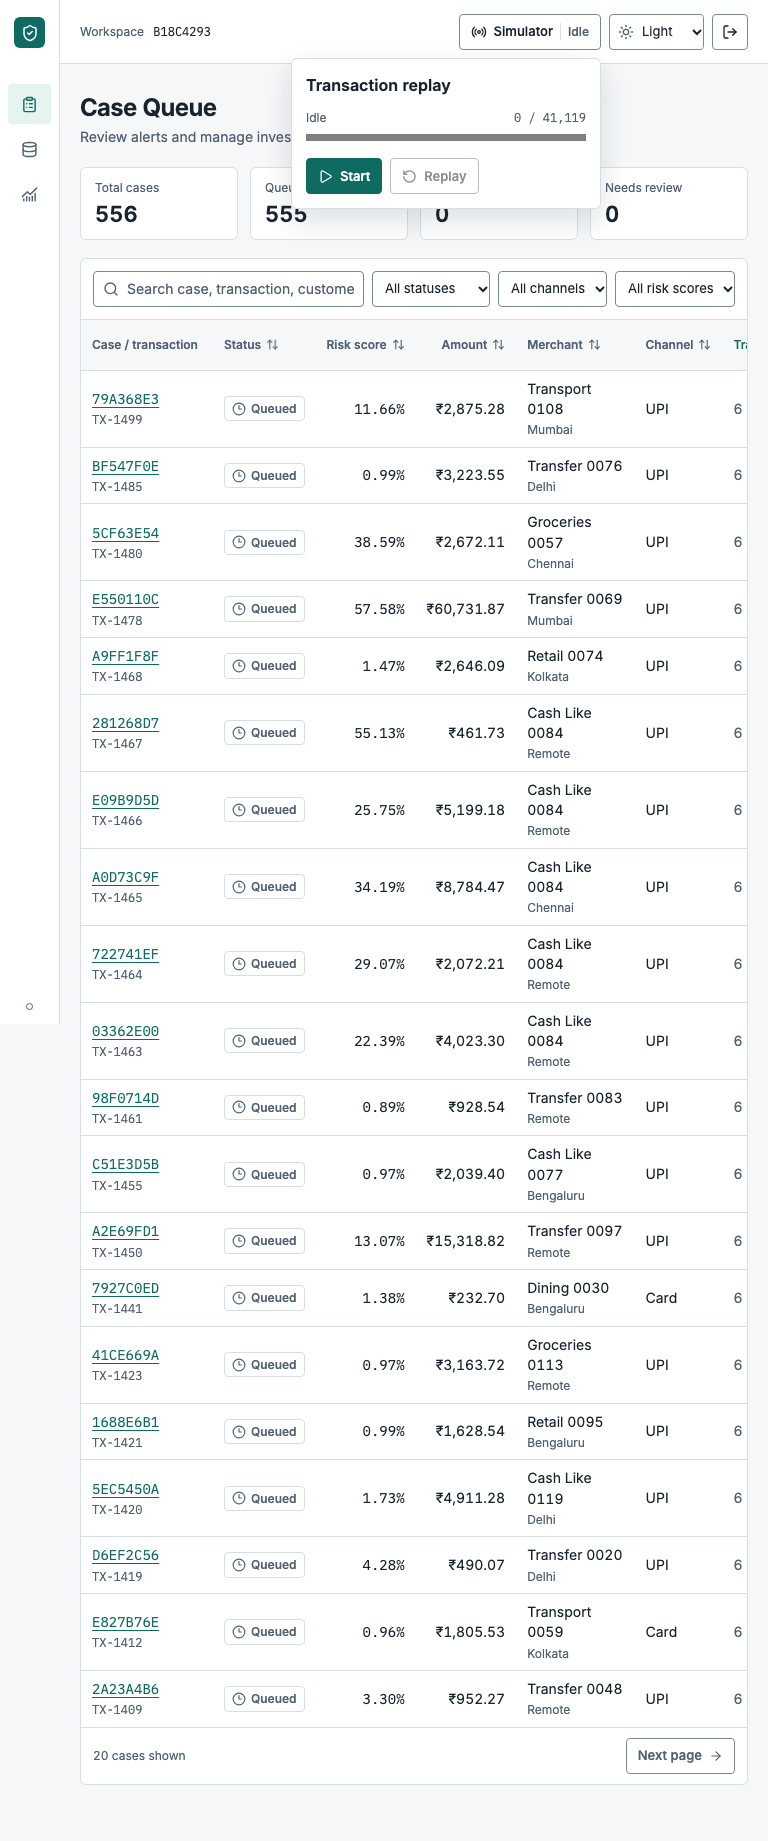 Workspace B18C4293
Simulator Idle
Light
Transaction replay
Idle 0 / 41,119
Start Replay
Case Queue
Review alerts and manage inves
Total cases
556
Queu
555
0
Needs review
0
Search case, transaction, custome
All statuses
All channels
All risk scores
Case / transaction Status Risk score Amount Merchant Channel Tra
79A368E3 Queued 11.66% ₹2,875.28 Transport 0108 UPI 6
TX-1499 Mumbai
BF547F0E Queued 0.99% ₹3,223.55 Transfer 0076 UPI 6
TX-1485 Delhi
5CF63E54 Queued 38.59% ₹2,672.11 Groceries 0057 UPI 6
TX-1480 Chennai
E550110C Queued 57.58% ₹60,731.87 Transfer 0069 UPI 6
TX-1478 Mumbai
A9FF1F8F Queued 1.47% ₹2,646.09 Retail 0074 UPI 6
TX-1468 Kolkata
281268D7 Queued 55.13% ₹461.73 Cash Like 0084 UPI 6
TX-1467 Remote
E09B9D5D Queued 25.75% ₹5,199.18 Cash Like 0084 UPI 6
TX-1466 Remote
A0D73C9F Queued 34.19% ₹8,784.47 Cash Like 0084 UPI 6
TX-1465 Chennai
722741EF Queued 29.07% ₹2,072.21 Cash Like 0084 UPI 6
TX-1464 Remote
03362E00 Queued 22.39% ₹4,023.30 Cash Like 0084 UPI 6
TX-1463 Remote
98F0714D Queued 0.89% ₹928.54 Transfer 0083 UPI 6
TX-1461 Remote
C51E3D5B Queued 0.97% ₹2,039.40 Cash Like 0077 UPI 6
TX-1455 Bengaluru
A2E69FD1 Queued 13.07% ₹15,318.82 Transfer 0097 UPI 6
TX-1450 Remote
7927C0ED Queued 1.38% ₹232.70 Dining 0030 Card 6
TX-1441 Bengaluru
41CE669A Queued 0.97% ₹3,163.72 Groceries 0113 UPI 6
TX-1423 Remote
1688E6B1 Queued 0.99% ₹1,628.54 Retail 0095 UPI 6
TX-1421 Bengaluru
5EC5450A Queued 1.73% ₹4,911.28 Cash Like 0119 UPI 6
TX-1420 Delhi
D6EF2C56 Queued 4.28% ₹490.07 Transfer 0020 UPI 6
TX-1419 Delhi
E827B76E Queued 0.96% ₹1,805.53 Transport 0059 Card 6
TX-1412 Kolkata
2A23A4B6 Queued 3.30% ₹952.27 Transfer 0048 UPI 6
TX-1409 Remote
20 cases shown Next page